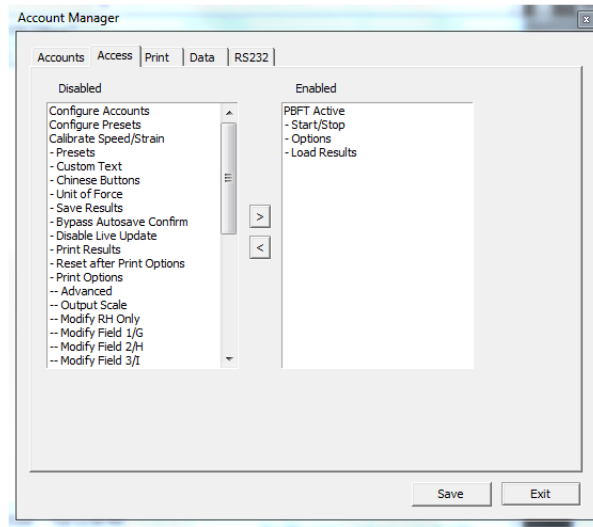 Account Manager
x
Accounts Access Print Data RS232
Disabled
Configure Accounts
Configure Presets
Calibrate Speed/Strain
- Presets
- Custom Text
- Chinese Buttons
- Unit of Force
- Save Results
- Bypass Autosave Confirm
- Disable Live Update
- Print Results
- Reset after Print Options
- Print Options
-- Advanced
-- Output Scale
-- Modify RH Only
-- Modify Field 1/G
-- Modify Field 2/H
-- Modify Field 3/I
>
<
Enabled
PBFT Active
- Start/Stop
- Options
- Load Results
Save Exit